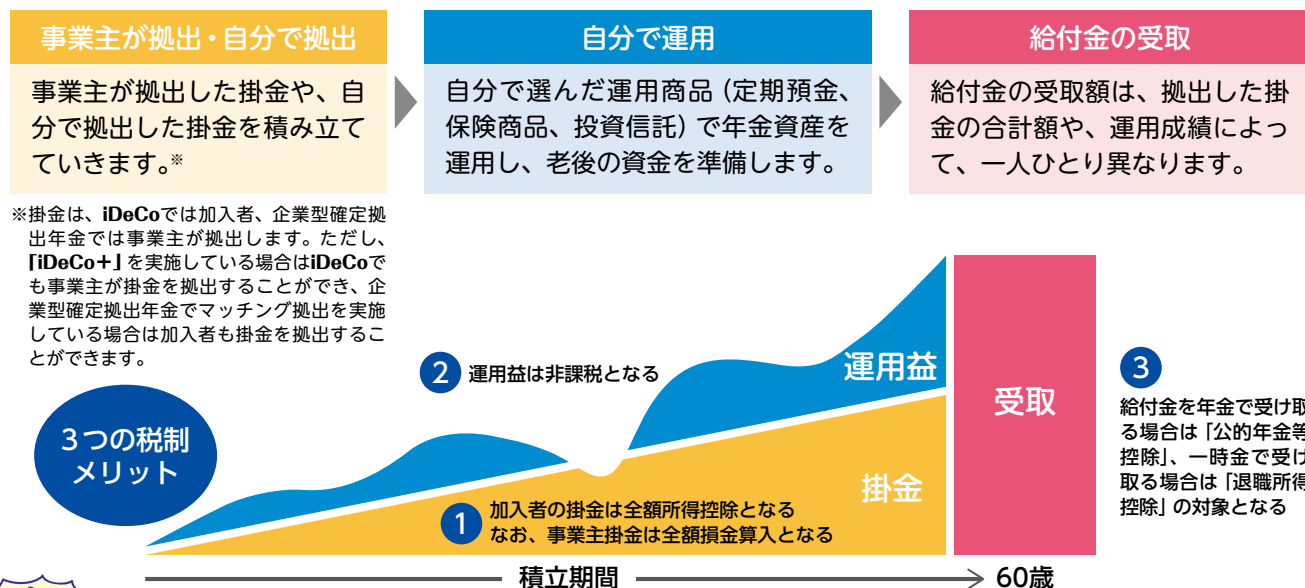 事業主が拠出・自分で拠出
事業主が拠出した掛金や、自
分で拠出した掛金を積み立て
ていきます。※
自分で運用
自分で選んだ運用商品（定期預金、
保険商品、投資信託）で年金資産を
運用し、老後の資金を準備します。
給付金の受取
給付金の受取額は、拠出した掛
金の合計額や、運用成績によっ
て、一人ひとり異なります。
※掛金は、iDeCoでは加入者、企業型確定拠
出年金では事業主が拠出します。ただし、
「iDeCo+」を実施している場合はiDeCoで
も事業主が掛金を拠出することができ、企
業型確定拠出年金でマッチング拠出を実施
している場合は加入者も掛金を拠出するこ
とができます。
3つの税制
メリット
2 運用益は非課税となる
運用益
掛金
1 加入者の掛金は全額所得控除となる
なお、事業主掛金は全額損金算入となる
受取
3
給付金を年金で受け取
る場合は「公的年金等
控除」、一時金で受け
取る場合は「退職所得
控除」の対象となる
積立期間
60歳